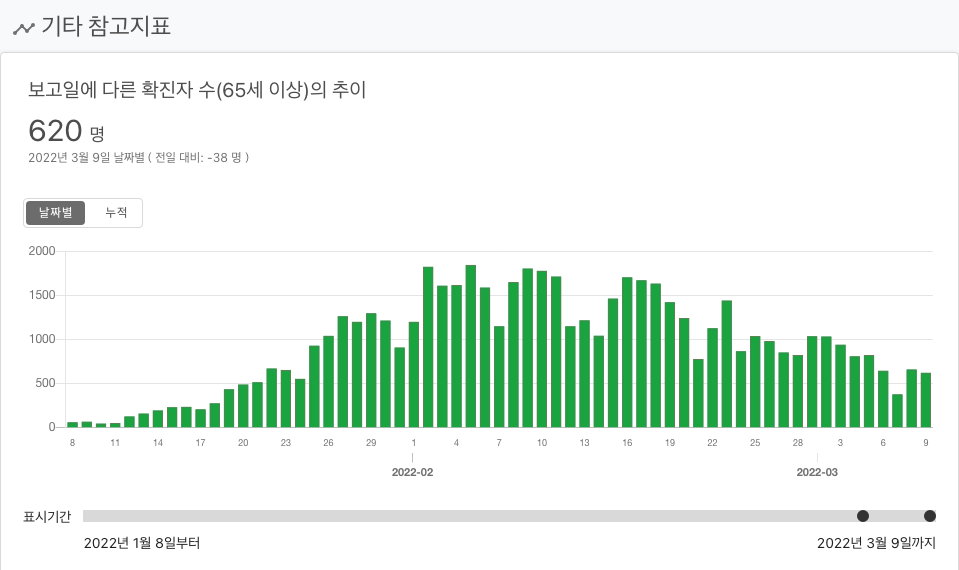 기타 참고지표
보고일에 다른 확진자 수(65세 이상)의 추이
620 명
2022년 3월 9일 날짜별 ( 전일 대비: -38 명 )
날짜별 누적
2000
1500
1000
500
0
8 11 14 17 20 23 26 29 1 4 7 10 13 16 19 22 25 28 3 6 9
2022-02 2022-03
표시기간
2022년 1월 8일부터 2022년 3월 9일까지